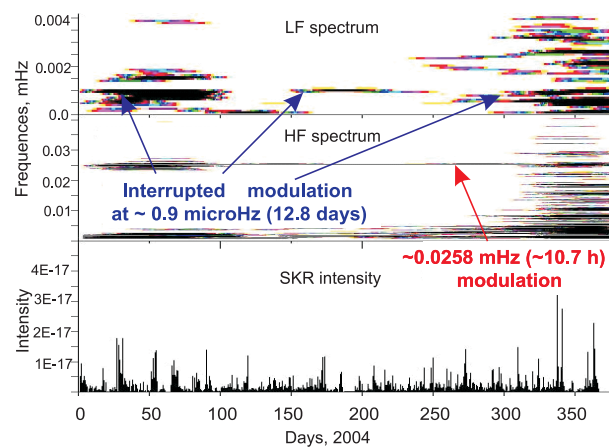 LF spectrum
0.004
0.002
0.0
Frequencies, mHz
HF spectrum
0.03
0.02
0.01
Interrupted modulation
at ~ 0.9 microHz (12.8 days)
~0.0258 mHz (~10.7 h)
modulation
SKR intensity
Intensity
4E-17
3E-17
2E-17
1E-17
0 50 100 150 200 250 300 350
Days, 2004